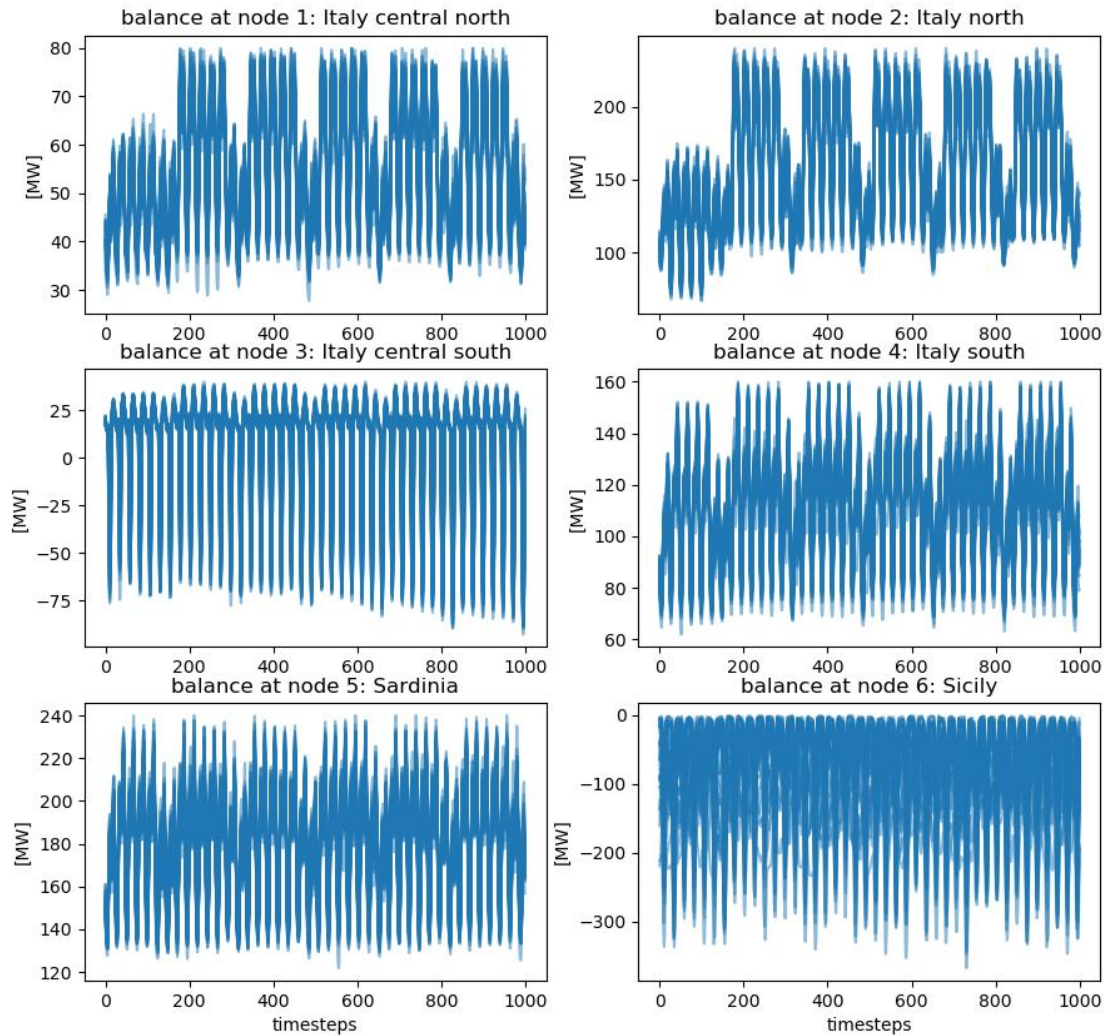 balance at node 1: Italy central north
balance at node 2: Italy north
80
70
60
50
40
30
[MW]
0 200 400 600 800 1000
200
150
100
[MW]
0 200 400 600 800 1000
balance at node 3: Italy central south
balance at node 4: Italy south
25
0
−25
−50
−75
[MW]
0 200 400 600 800 1000
160
140
120
100
80
60
[MW]
0 200 400 600 800 1000
balance at node 5: Sardinia
balance at node 6: Sicily
240
220
200
180
160
140
120
[MW]
0 200 400 600 800 1000
timesteps
0
−100
−200
−300
[MW]
0 200 400 600 800 1000
timesteps